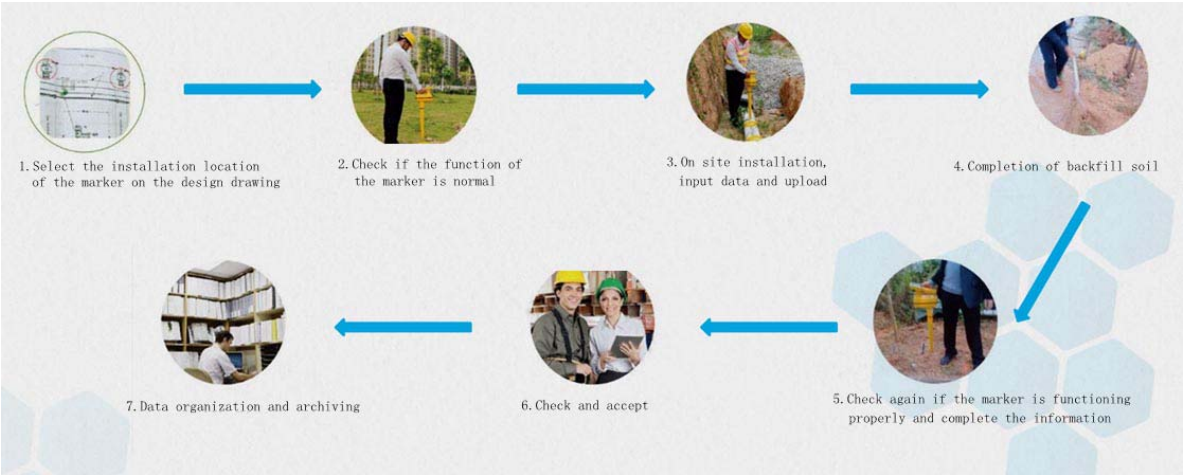 1.Select the installation location
of the marker on the design drawing
2.Check if the function of
the marker is normal
3.On site installation,
input data and upload
4.Completion of backfill soil
5.Check again if the marker is functioning
properly and complete the information
6.Check and accept
7.Data organization and archiving